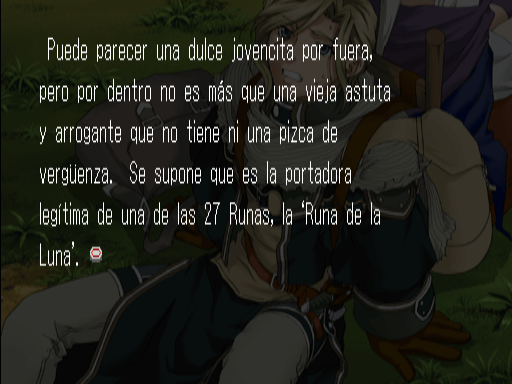 Puede parecer una dulce jovencita por fuera,
pero por dentro no es más que una vieja astuta
y arrogante que no tiene ni una pizca de
vergüenza. Se supone que es la portadora
legítima de una de las 27 Runas, la ‘Runa de la
Luna’.